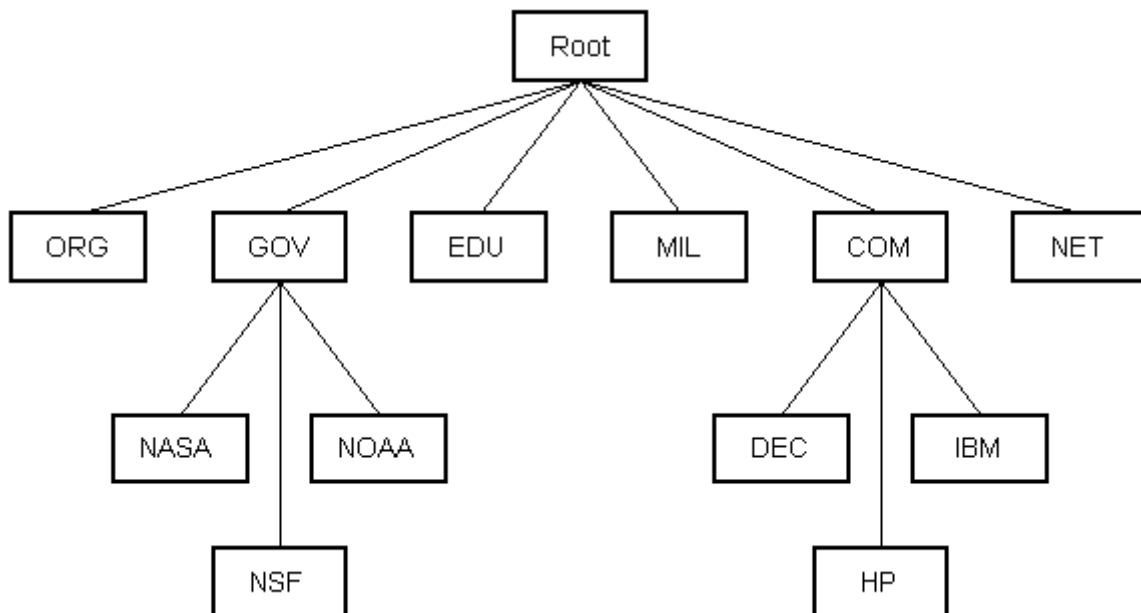 Root
ORG
GOV
EDU
MIL
COM
NET
NASA
NOAA
DEC
IBM
NSF
HP